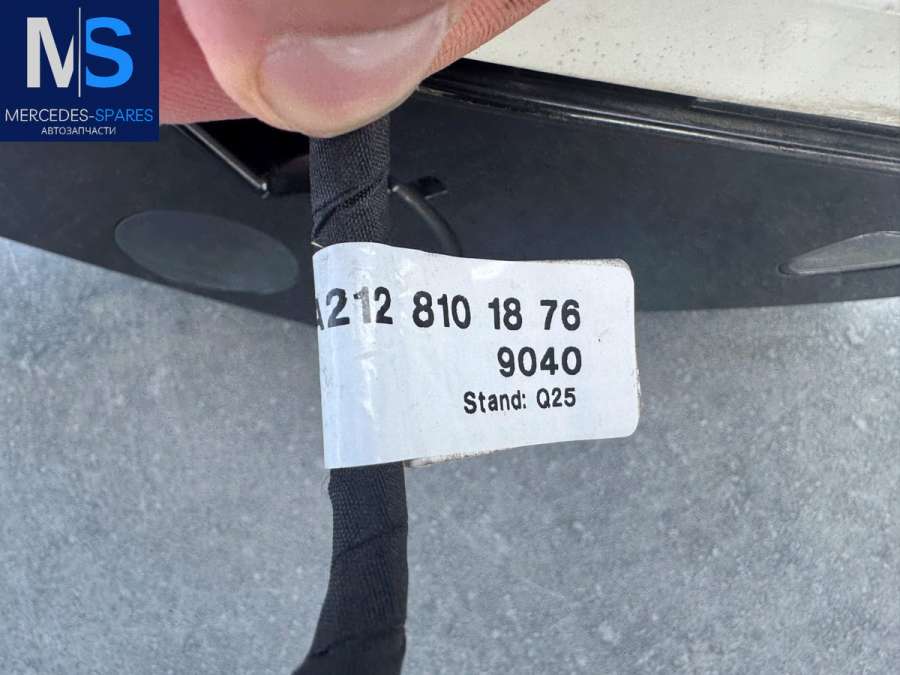 MS
MERCEDES-SPARES
АВТОЗАПЧАСТИ
A212 810 18 76
9040
Stand: Q25